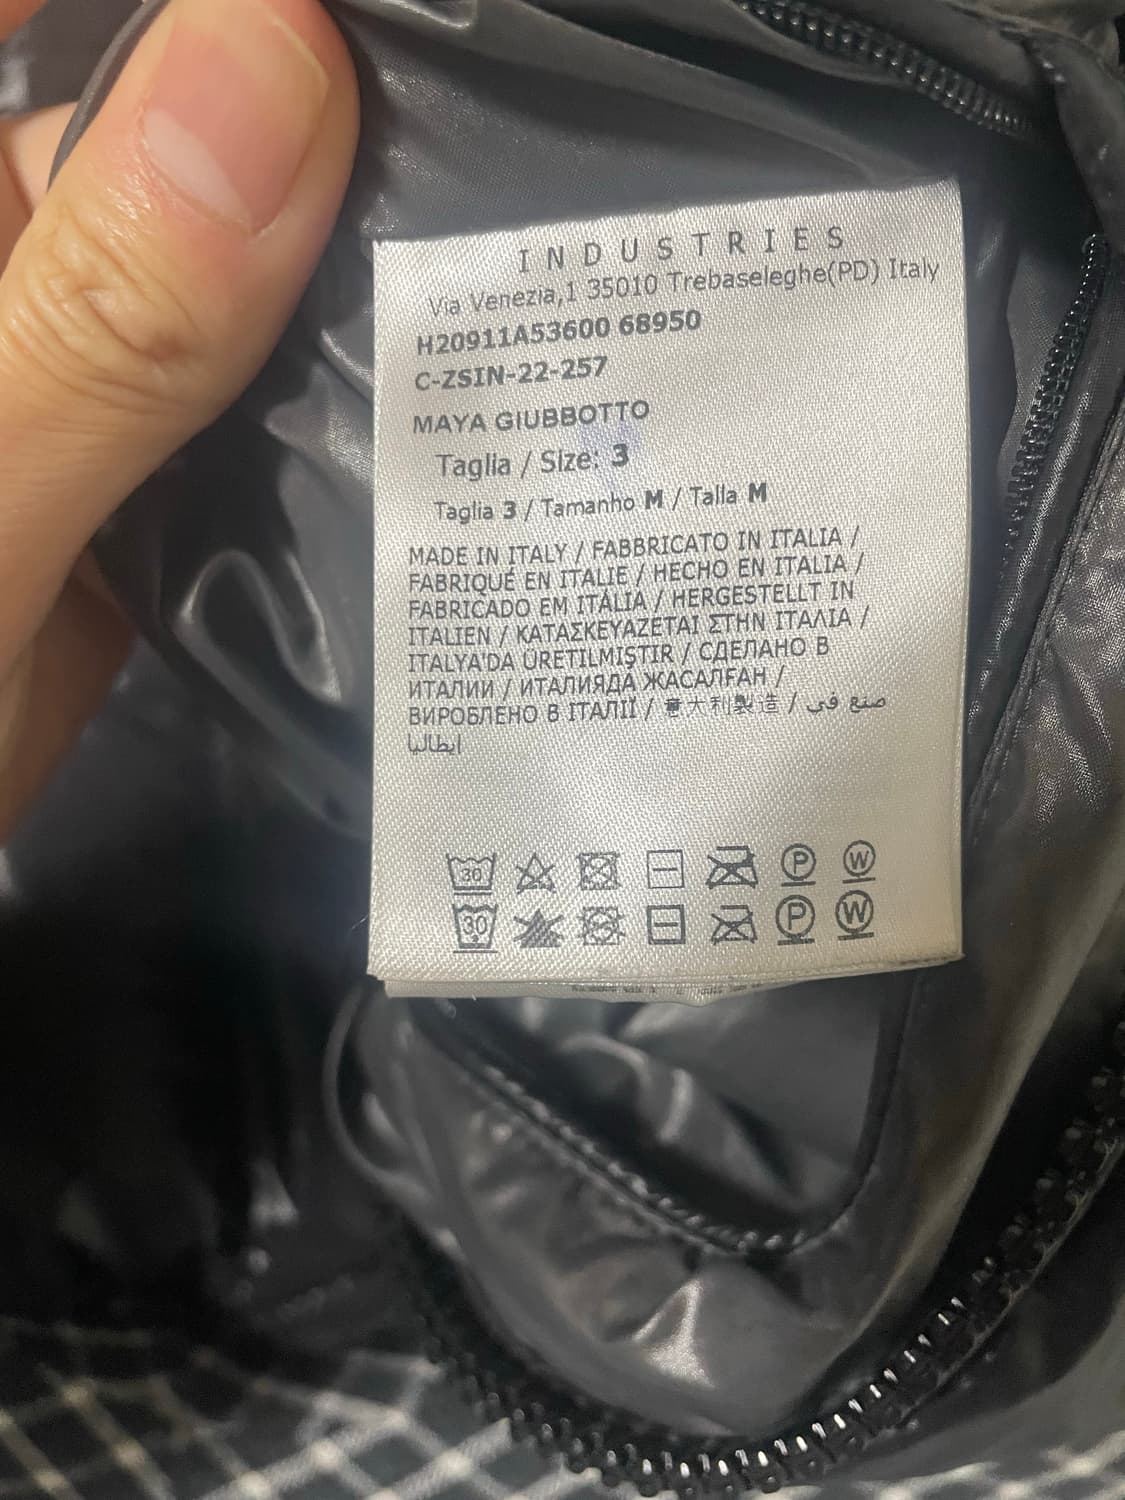 INDUSTRIES
Via Venezia,1 35010 Trebaseleghe(PD) Italy
H20911A53600 68950
C-ZSIN-22-257
MAYA GIUBBOTTO
Taglia / Size: 3
Taglia 3 / Tamanho M / Talla M
MADE IN ITALY / FABBRICATO IN ITALIA /
FABRIQUÉ EN ITALIE / HECHO EN ITALIA /
FABRICADO EM ITÁLIA / HERGESTELLT IN
ITALIEN / ΚΑΤΑΣΚΕΥΑΖΕΤΑΙ ΣΤΗΝ ΙΤΑΛΙΑ /
ITALYA'DA ÜRETILMIŞTIR / СДЕЛАНО В
ИТАЛИИ / ИТАЛИЯДА ЖАСАЛҒАН /
ВИРОБЛЕНО В ІТАЛІЇ / 意大利製造 / صنع في
ايطاليا
30 P W
30 P W